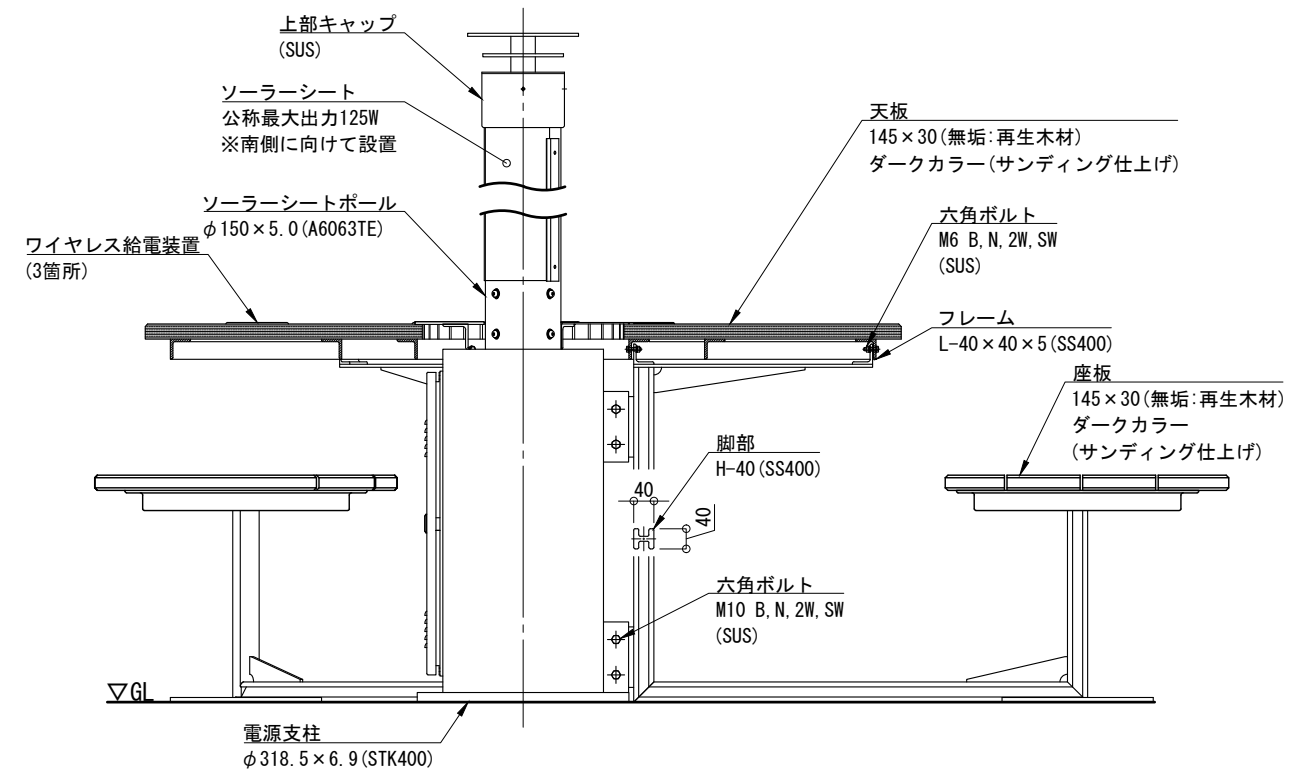 上部キャップ
(SUS)
ソーラーシート
公称最大出力125W
※南側に向けて設置
ソーラーシートポール
φ150×5.0(A6063TE)
ワイヤレス給電装置
(3箇所)
天板
145×30(無垢:再生木材)
ダークカラー(サンディング仕上げ)
六角ボルト
M6 B,N,2W,SW
(SUS)
フレーム
L-40×40×5(SS400)
座板
145×30(無垢:再生木材)
ダークカラー
(サンディング仕上げ)
脚部
H-40(SS400)
40
40
六角ボルト
M10 B,N,2W,SW
(SUS)
▽GL
電源支柱
φ318.5×6.9(STK400)